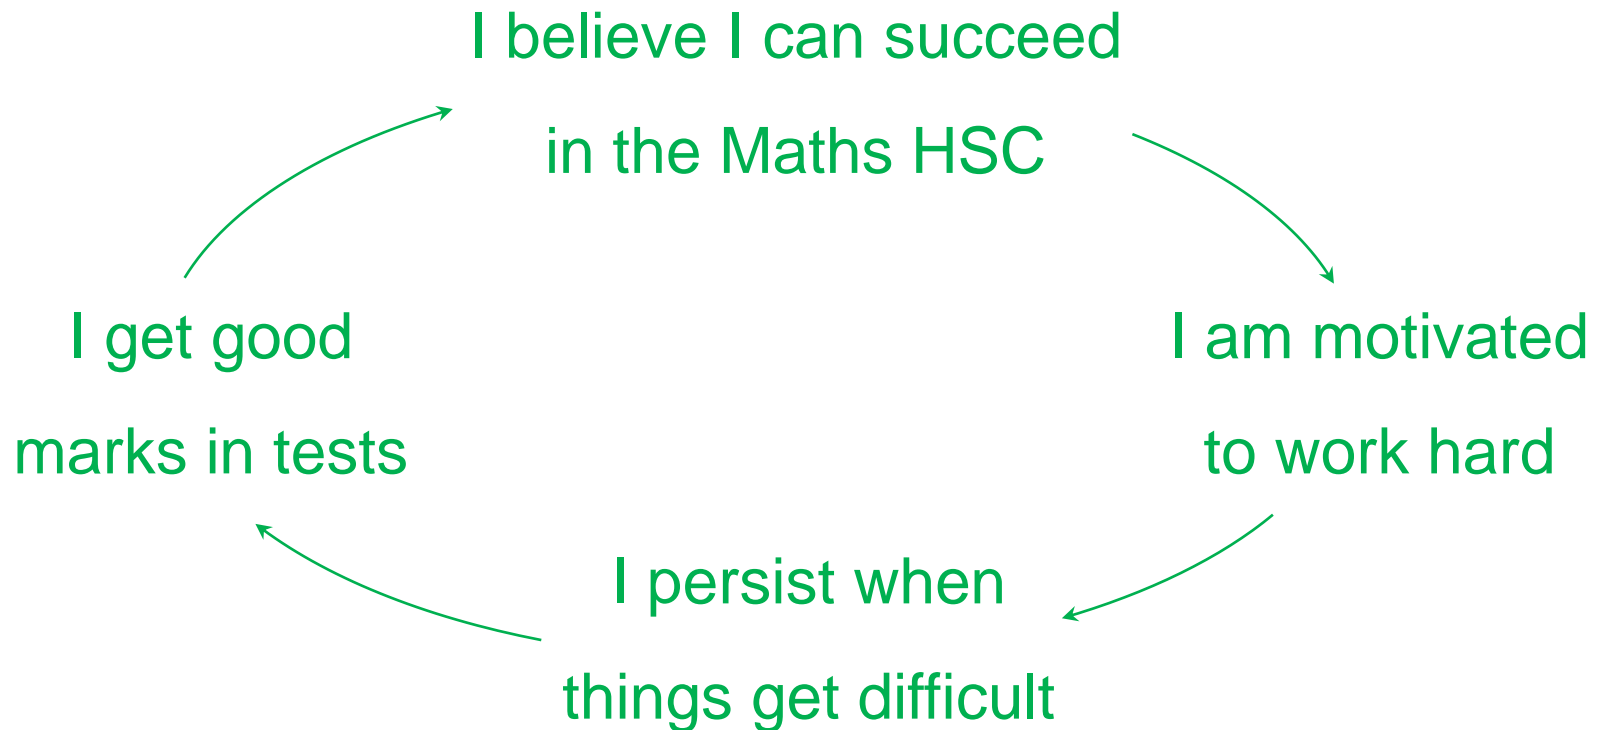 I believe I can succeed
in the Maths HSC
I am motivated
to work hard
I persist when
things get difficult
I get good
marks in tests